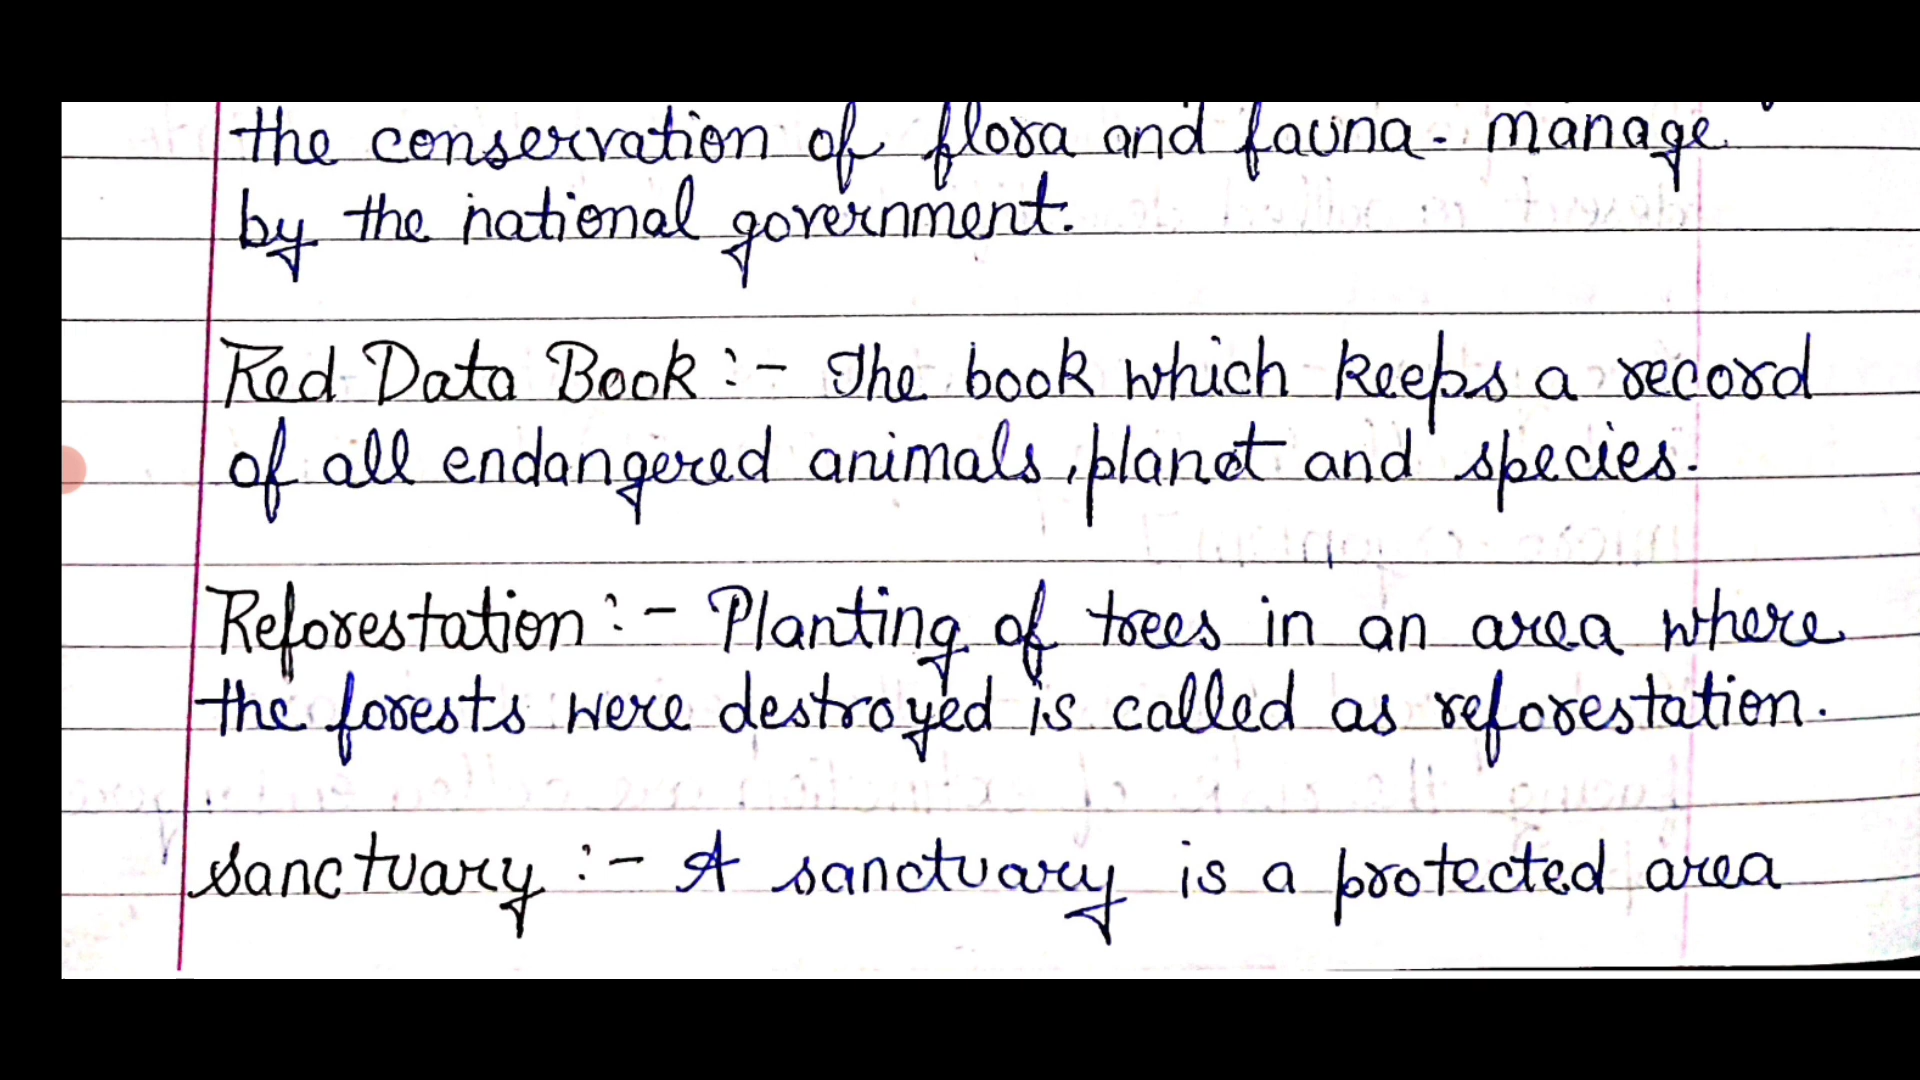 the conservation of flora and fauna. manage
by the national government.
Red Data Book :- The book which keeps a record
of all endangered animals, planet and species.
Reforestation :- Planting of trees in an area where
the forests were destroyed is called as reforestation.
Sanctuary :- A sanctuary is a protected area